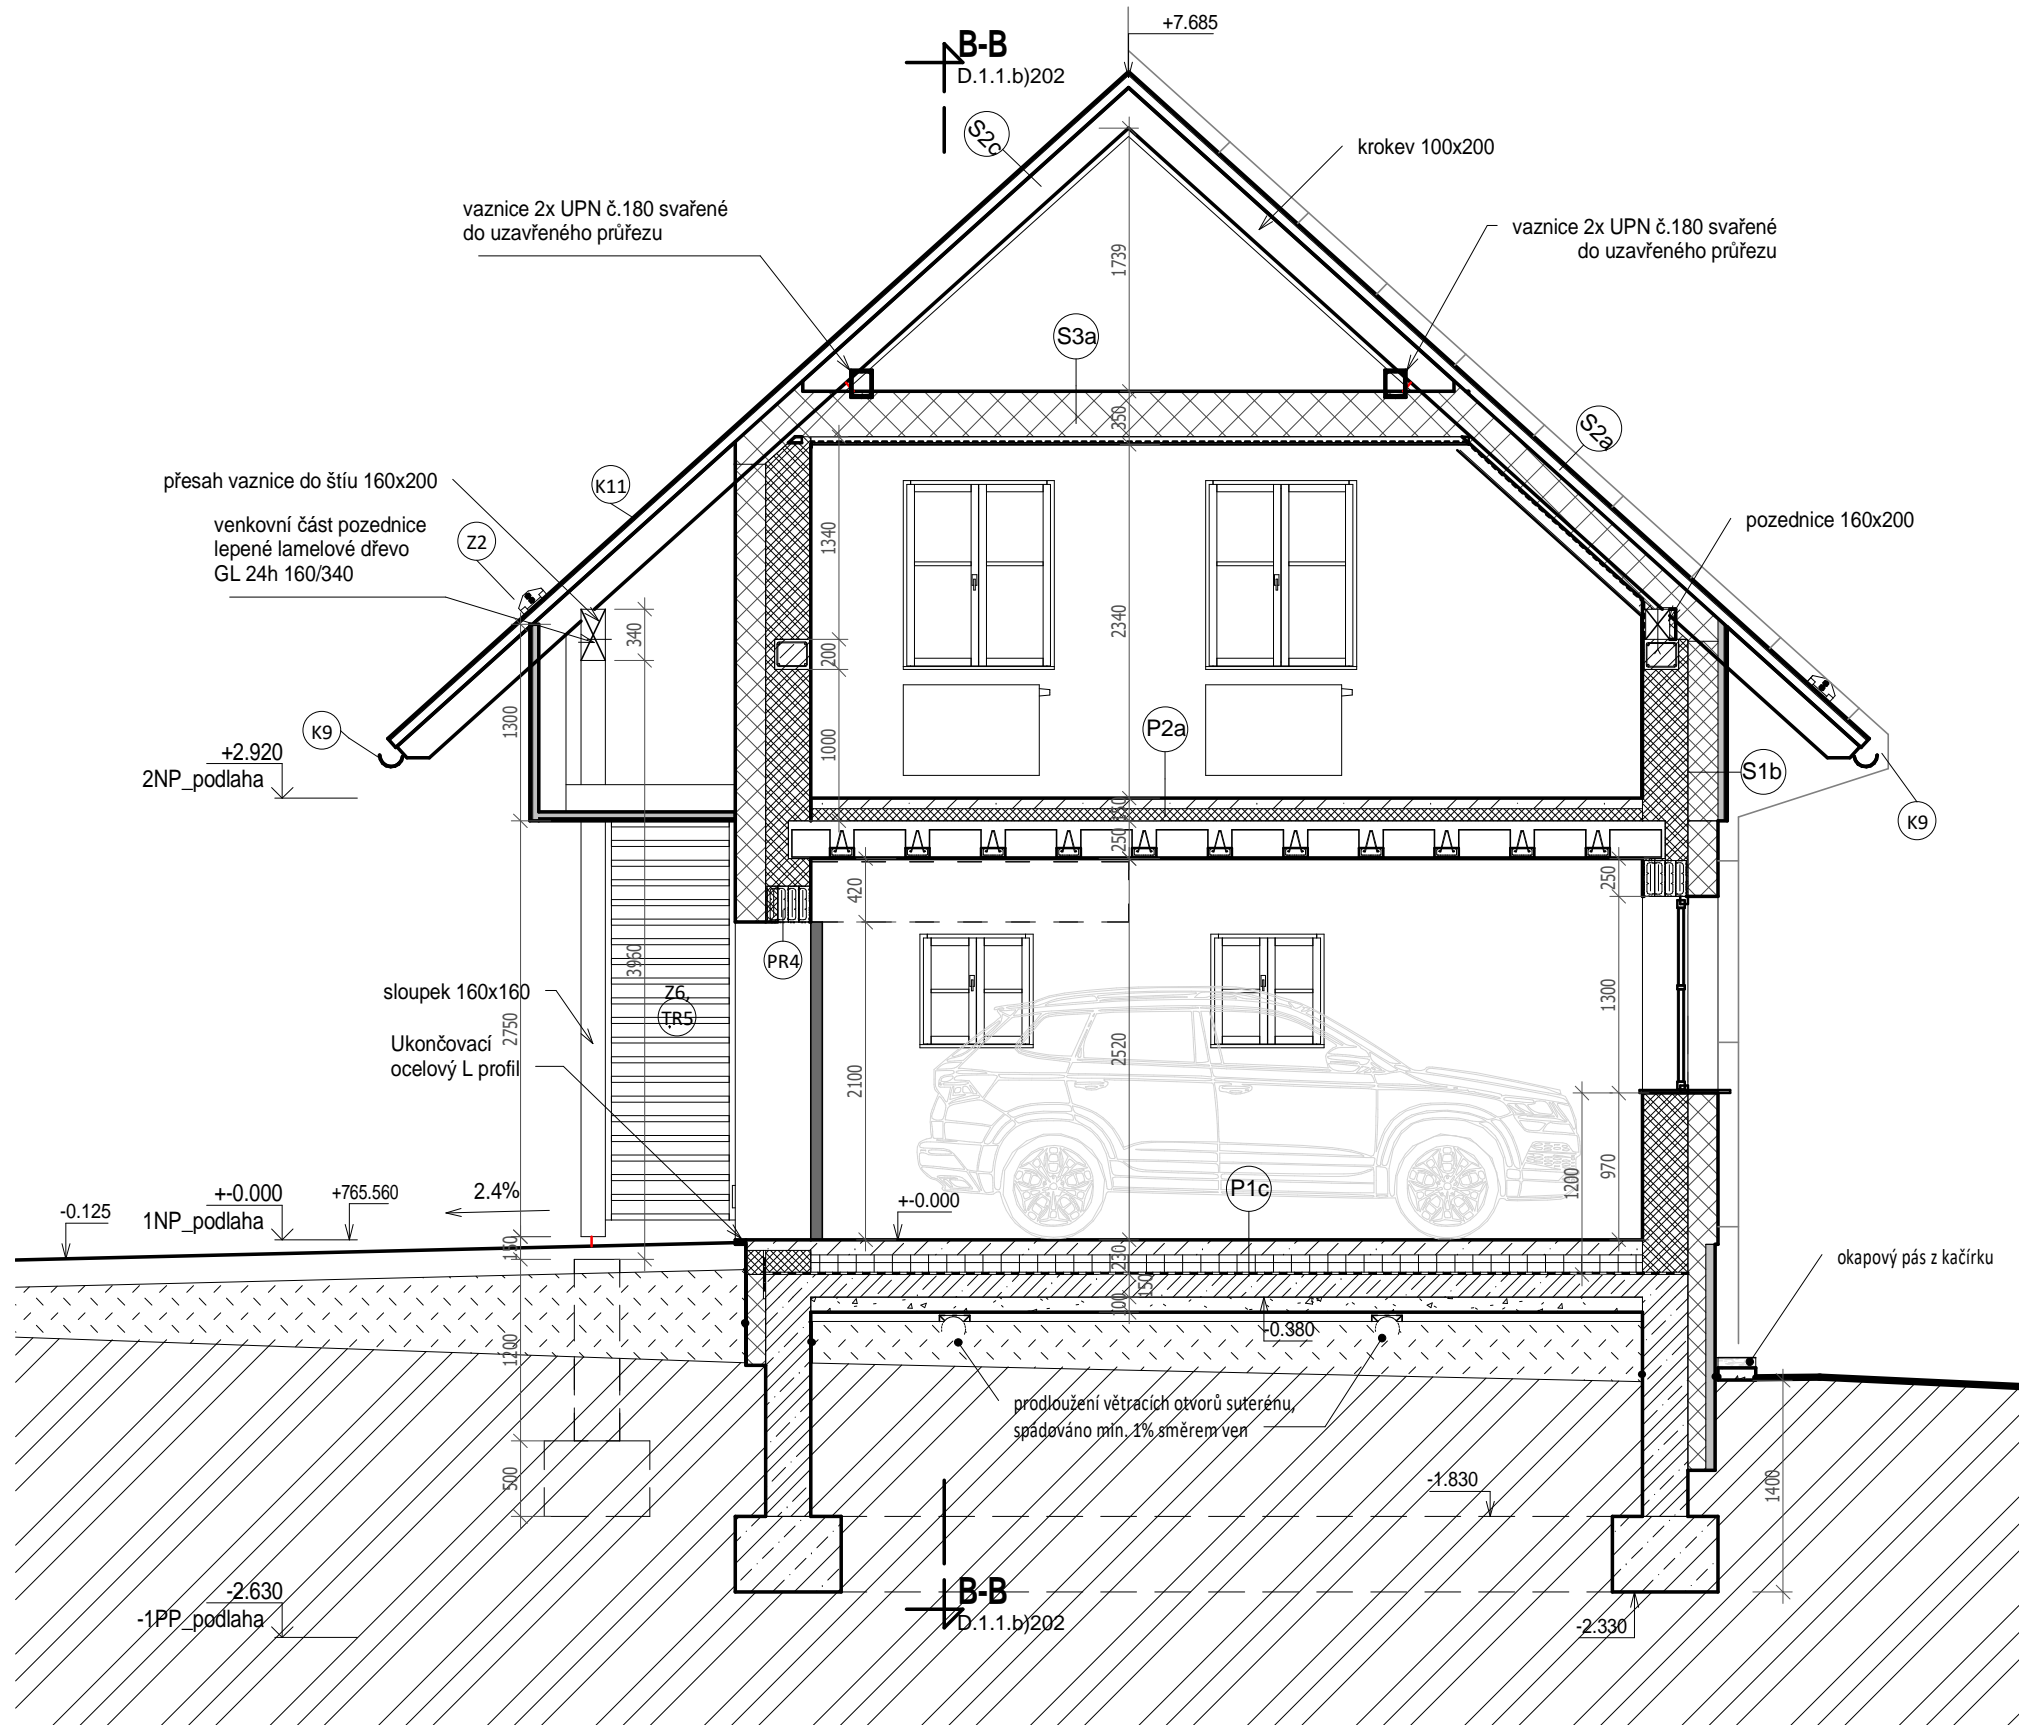 +7.685
B-B
D.1.1.b)202
S2c
krokev 100x200
vaznice 2x UPN č.180 svařené
do uzavřeného průřezu
vaznice 2x UPN č.180 svařené
do uzavřeného průřezu
1739
S3a
350
S2a
přesah vaznice do štíu 160x200
K11
venkovní část pozednice
lepené lamelové dřevo
GL 24h 160/340
Z2
pozednice 160x200
1340
340
200
2340
1300
1000
K9
+2.920
2NP_podlaha
P2a
S1b
K9
150
250
420
250
PR4
3960
sloupek 160x160
Z6,
TR5
2750
Ukončovací
ocelový L profil
2100
2520
1300
1200
970
P1c
+-0.000
1NP_podlaha
+765.560
2.4%
-0.125
+-0.000
150
230
150
100
okapový pás z kačírku
-0.380
1200
prodloužení větracích otvorů suterénu,
spádováno min. 1% směrem ven
500
-1.830
1400
-2.630
-1PP_podlaha
B-B
D.1.1.b)202
-2.330